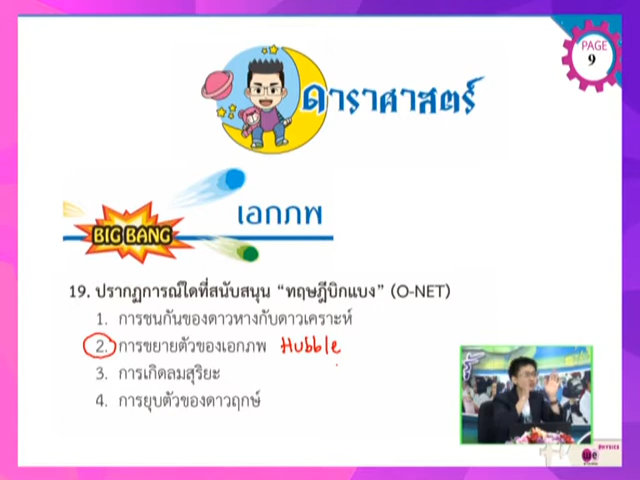 PAGE
9
ดาราศาสตร์
เอกภพ
BIG BANG
19. ปรากฏการณ์ใดที่สนับสนุน “ทฤษฎีบิกแบง” (O-NET)
1. การชนกันของดาวหางกับดาวเคราะห์
2. การขยายตัวของเอกภพ Hubble
3. การเกิดลมสุริยะ
4. การยุบตัวของดาวฤกษ์
PHYSICS
we